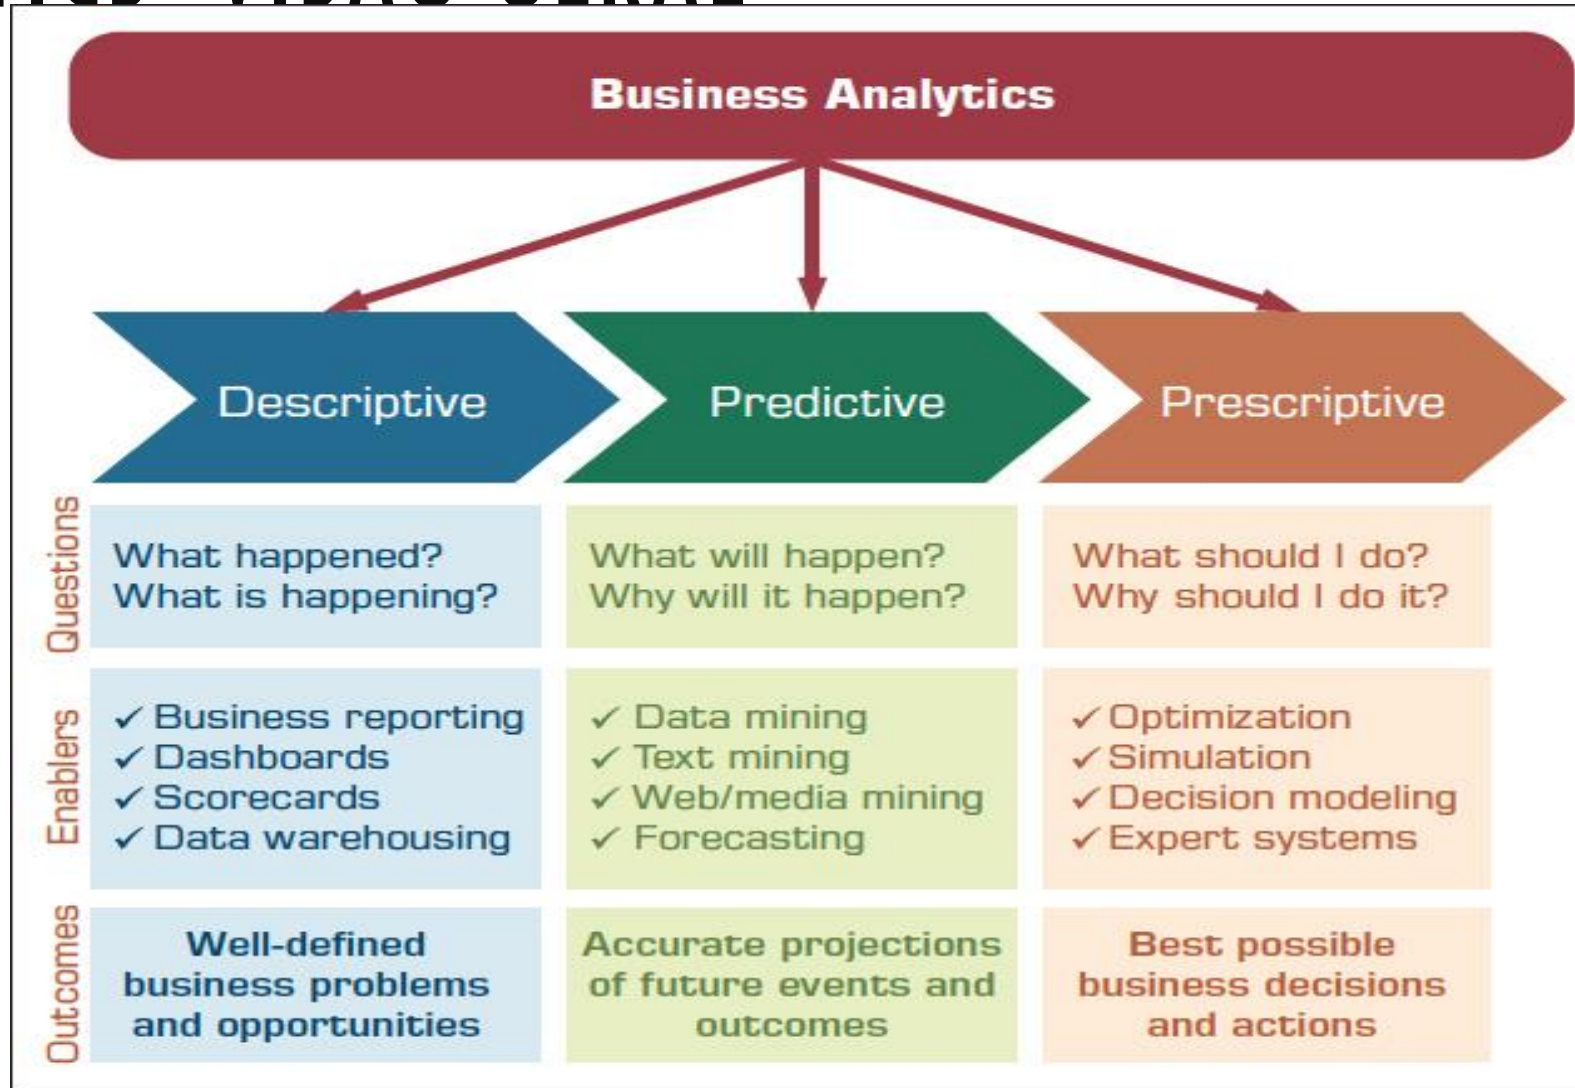 Business Analytics
Descriptive
Predictive
Prescriptive
Questions
What happened?
What is happening?
What will happen?
Why will it happen?
What should I do?
Why should I do it?
Enablers
✓ Business reporting
✓ Dashboards
✓ Scorecards
✓ Data warehousing
✓ Data mining
✓ Text mining
✓ Web/media mining
✓ Forecasting
✓ Optimization
✓ Simulation
✓ Decision modeling
✓ Expert systems
Outcomes
Well-defined
business problems
and opportunities
Accurate projections
of future events and
outcomes
Best possible
business decisions
and actions